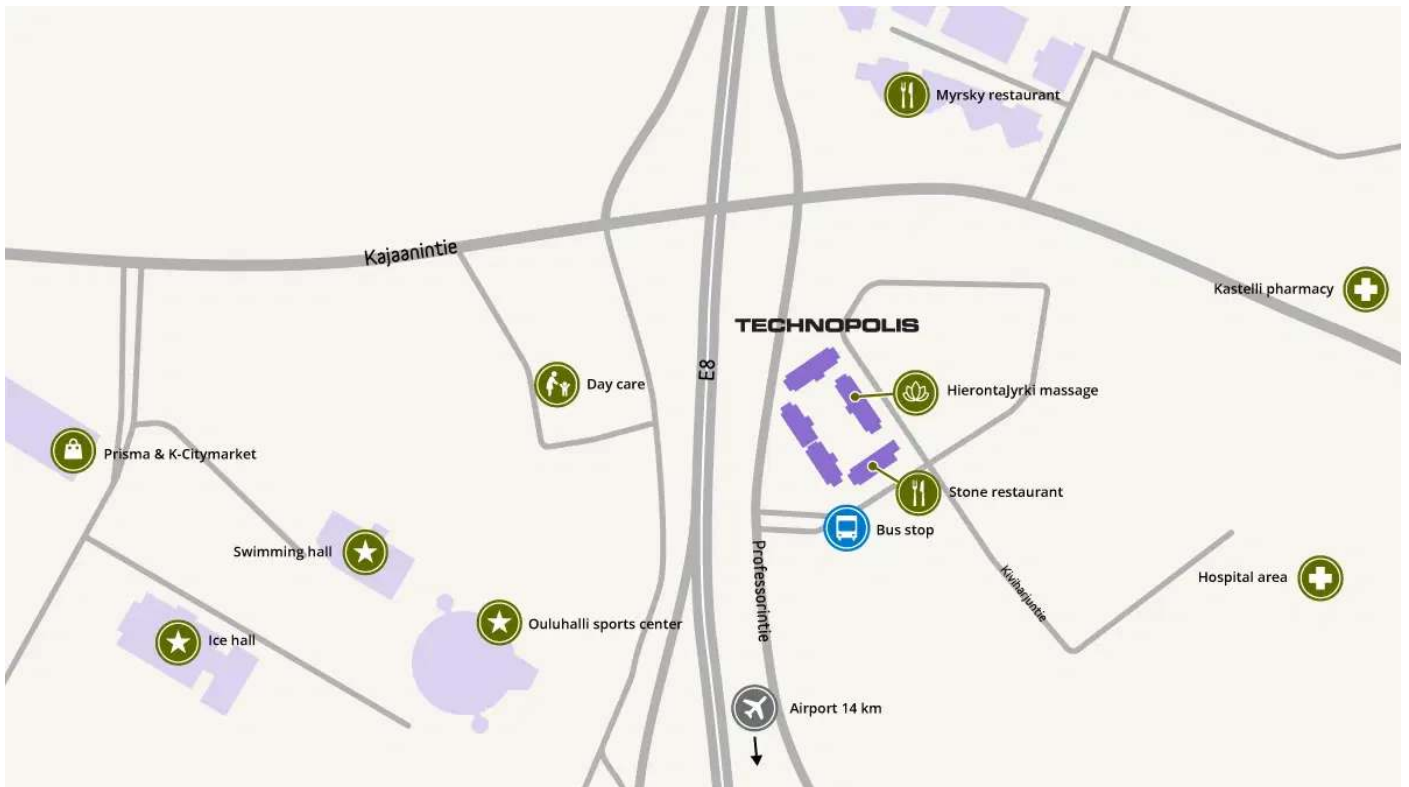 Myrsky restaurant
Kajaanintie
Kastelli pharmacy
TECHNOPOLIS
E8
Day care
HierontaJyrki massage
Prisma & K-Citymarket
Stone restaurant
Bus stop
Swimming hall
Professorintie
Kiviharjuntie
Hospital area
Ouluhalli sports center
Ice hall
Airport 14 km